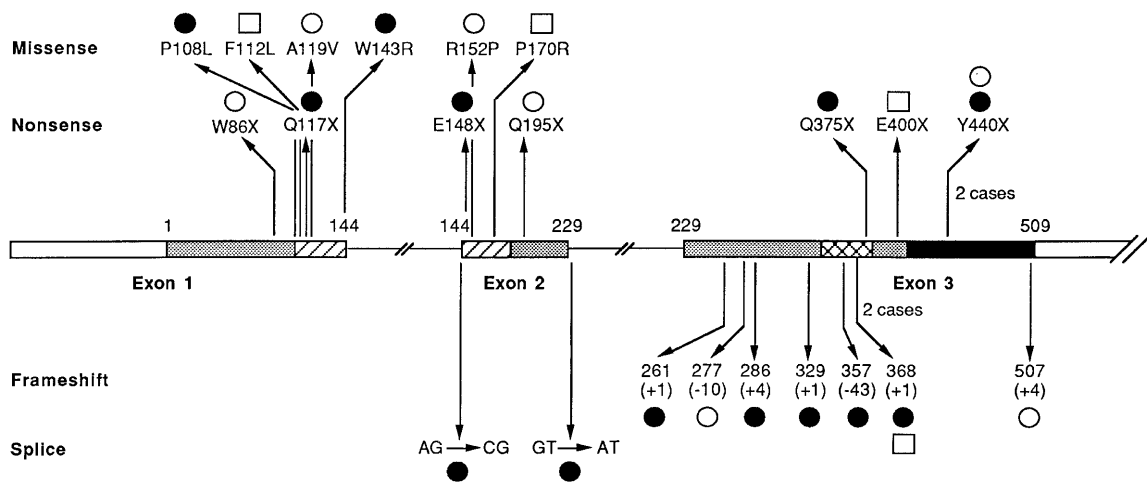 Missense P108L F112L A119V W143R R152P P170R
Nonsense W86X Q117X E148X Q195X Q375X E400X Y440X
2 cases
1 144 144 229 229 509
Exon 1 Exon 2 Exon 3
2 cases
Frameshift 261 277 286 329 357 368 507
(+1) (-10) (+4) (+1) (-43) (+1) (+4)
Splice AG CG GT AT